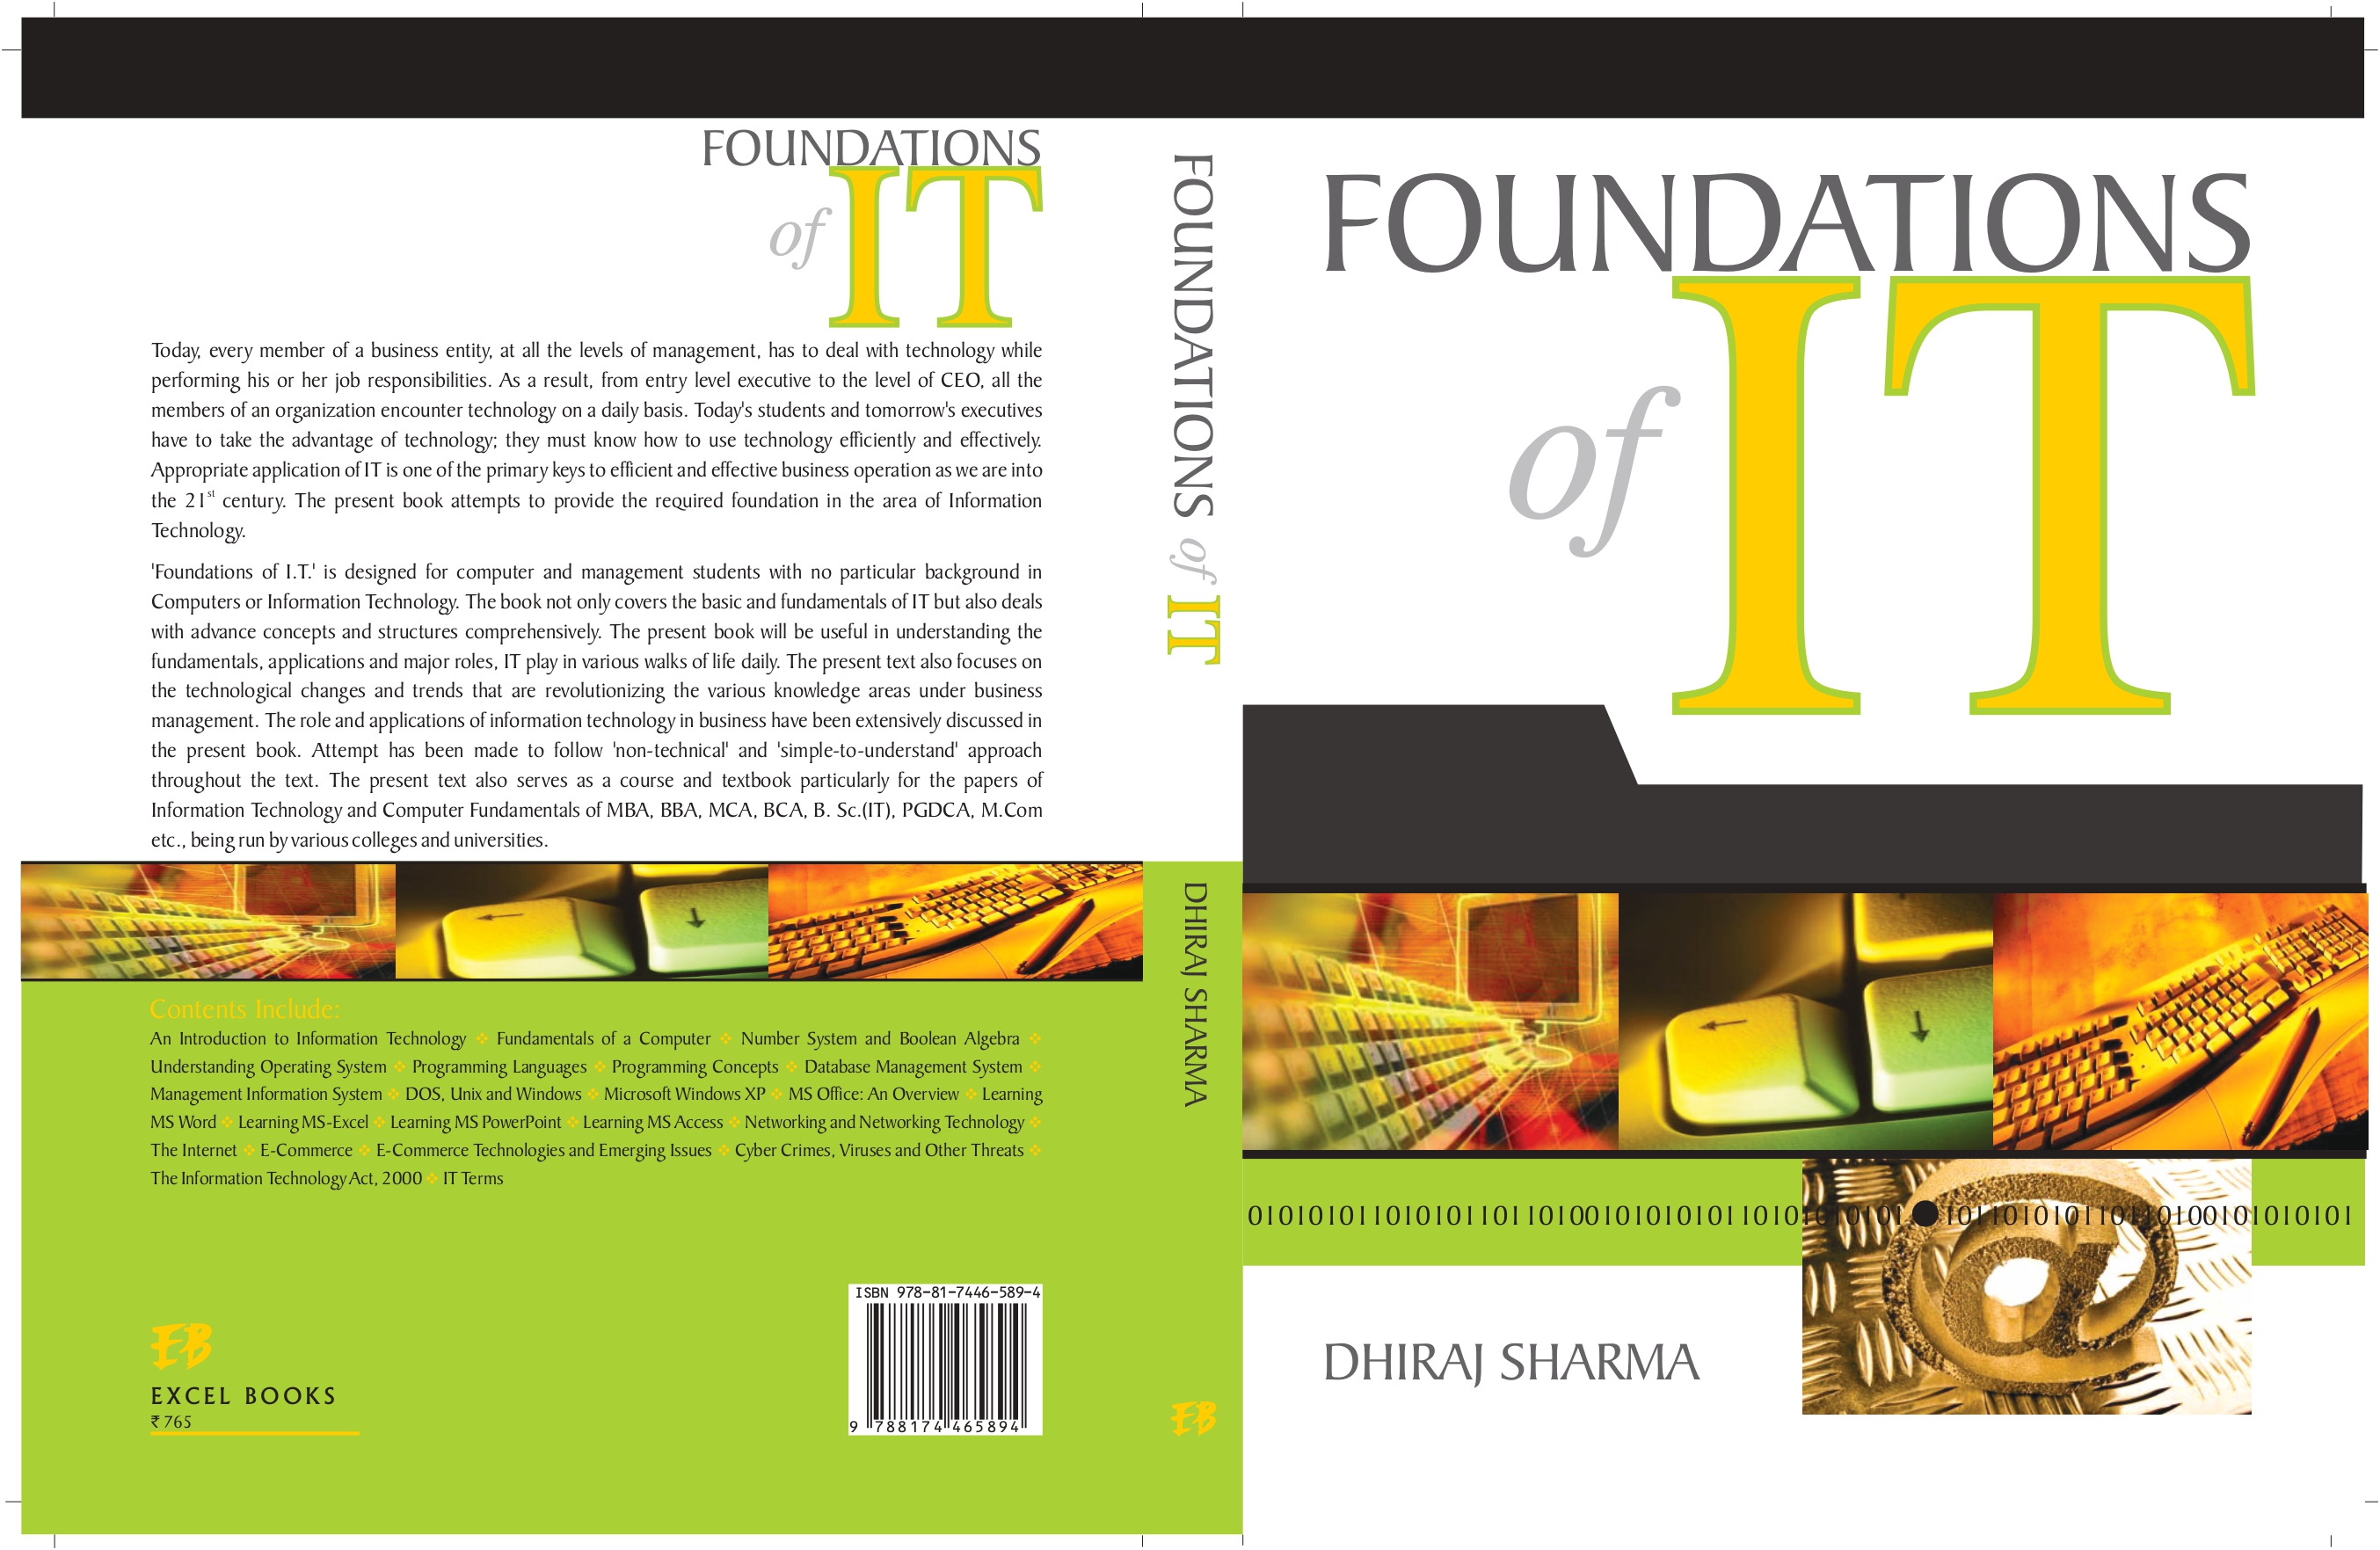 FOUNDATIONS
of IT
Today, every member of a business entity, at all the levels of management, has to deal with technology while
performing his or her job responsibilities. As a result, from entry level executive to the level of CEO, all the
members of an organization encounter technology on a daily basis. Today's students and tomorrow's executives
have to take the advantage of technology; they must know how to use technology efficiently and effectively.
Appropriate application of IT is one of the primary keys to efficient and effective business operation as we are into
the 21st century. The present book attempts to provide the required foundation in the area of Information
Technology.
'Foundations of I.T.' is designed for computer and management students with no particular background in
Computers or Information Technology. The book not only covers the basic and fundamentals of IT but also deals
with advance concepts and structures comprehensively. The present book will be useful in understanding the
fundamentals, applications and major roles, IT play in various walks of life daily. The present text also focuses on
the technological changes and trends that are revolutionizing the various knowledge areas under business
management. The role and applications of information technology in business have been extensively discussed in
the present book. Attempt has been made to follow 'non-technical' and 'simple-to-understand' approach
throughout the text. The present text also serves as a course and textbook particularly for the papers of
Information Technology and Computer Fundamentals of MBA, BBA, MCA, BCA, B. Sc.(IT), PGDCA, M.Com
etc., being run by various colleges and universities.
Contents Include:
An Introduction to Information Technology ❖ Fundamentals of a Computer ❖ Number System and Boolean Algebra ❖
Understanding Operating System ❖ Programming Languages ❖ Programming Concepts ❖ Database Management System ❖
Management Information System ❖ DOS, Unix and Windows ❖ Microsoft Windows XP ❖ MS Office: An Overview ❖ Learning
MS Word ❖ Learning MS-Excel ❖ Learning MS PowerPoint ❖ Learning MS Access ❖ Networking and Networking Technology ❖
The Internet ❖ E-Commerce ❖ E-Commerce Technologies and Emerging Issues ❖ Cyber Crimes, Viruses and Other Threats ❖
The Information Technology Act, 2000 ❖ IT Terms
EB
EXCEL BOOKS
₹ 765
ISBN 978-81-7446-589-4
9 788174 465894
FOUNDATIONS of IT
DHIRAJ SHARMA
EB
FOUNDATIONS
of IT
DHIRAJ SHARMA